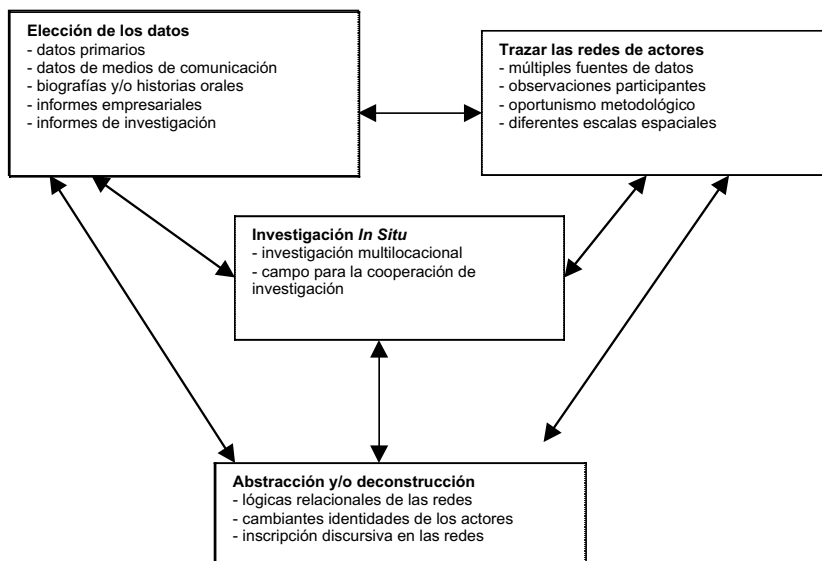 Elección de los datos
- datos primarios
- datos de medios de comunicación
- biografías y/o historias orales
- informes empresariales
- informes de investigación
Trazar las redes de actores
- múltiples fuentes de datos
- observaciones participantes
- oportunismo metodológico
- diferentes escalas espaciales
Investigación In Situ
- investigación multilocacional
- campo para la cooperación de
investigación
Abstracción y/o deconstrucción
- lógicas relacionales de las redes
- cambiantes identidades de los actores
- inscripción discursiva en las redes